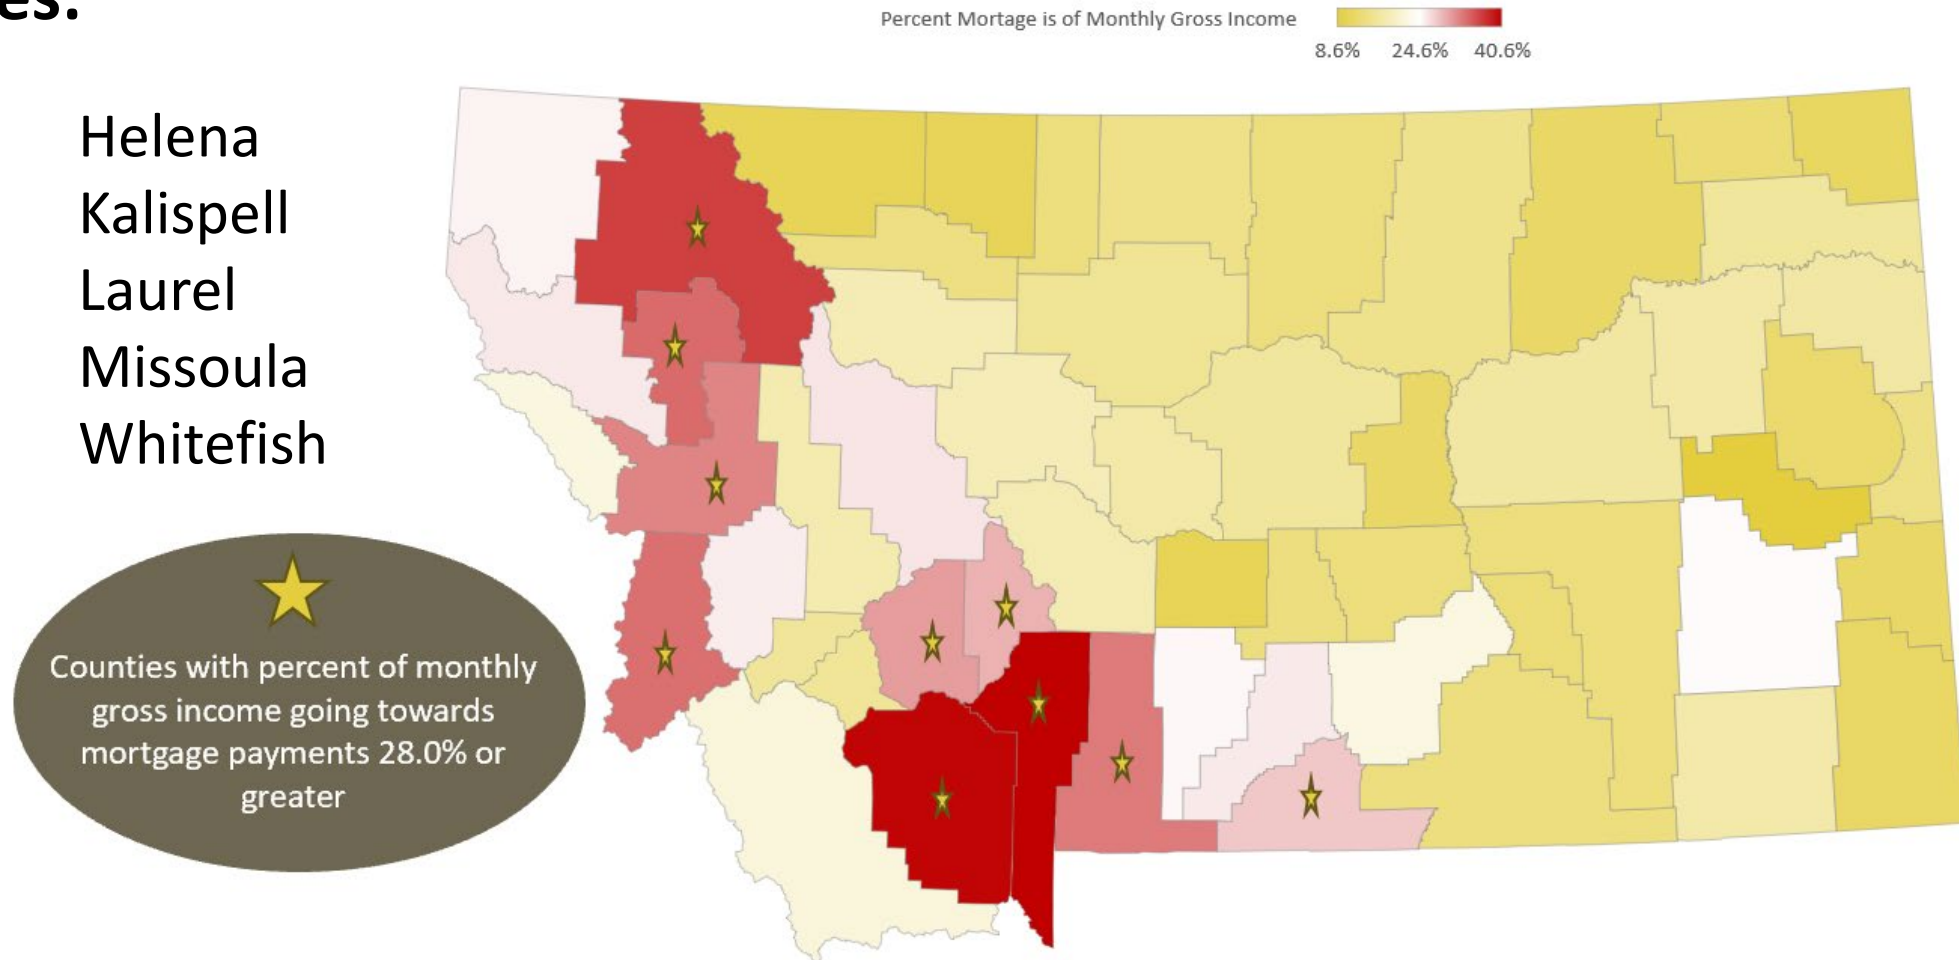 es:
Percent Mortage is of Monthly Gross Income
8.6% 24.6% 40.6%
Helena
Kalispell
Laurel
Missoula
Whitefish
Counties with percent of monthly
gross income going towards
mortgage payments 28.0% or
greater